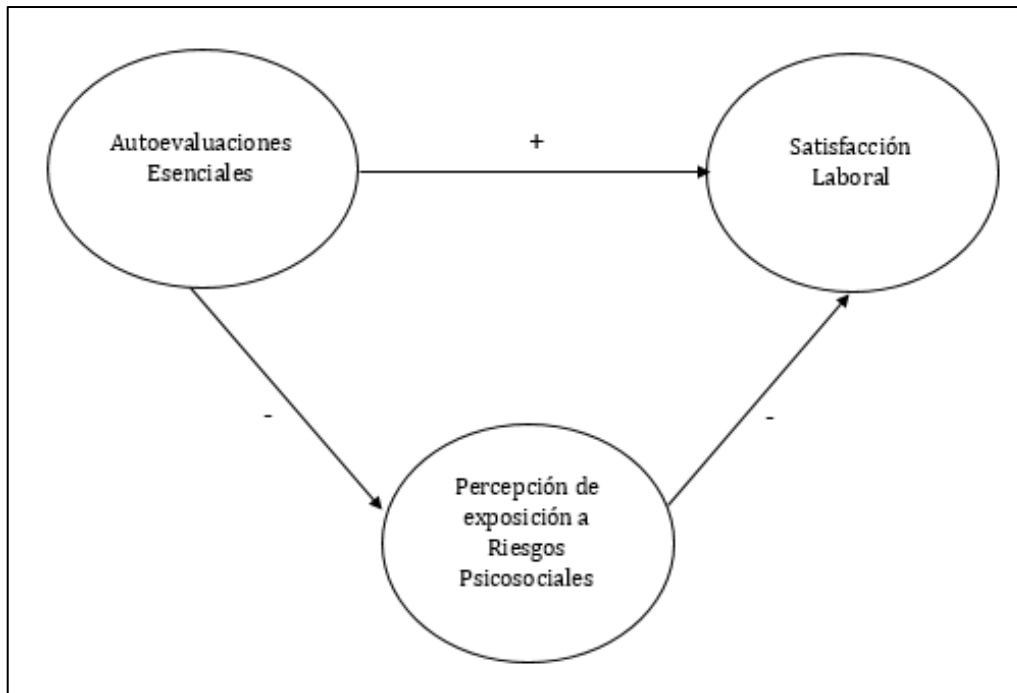 Autoevaluaciones
Esenciales
+
Satisfacción
Laboral
-
-
Percepción de
exposición a
Riesgos
Psicosociales